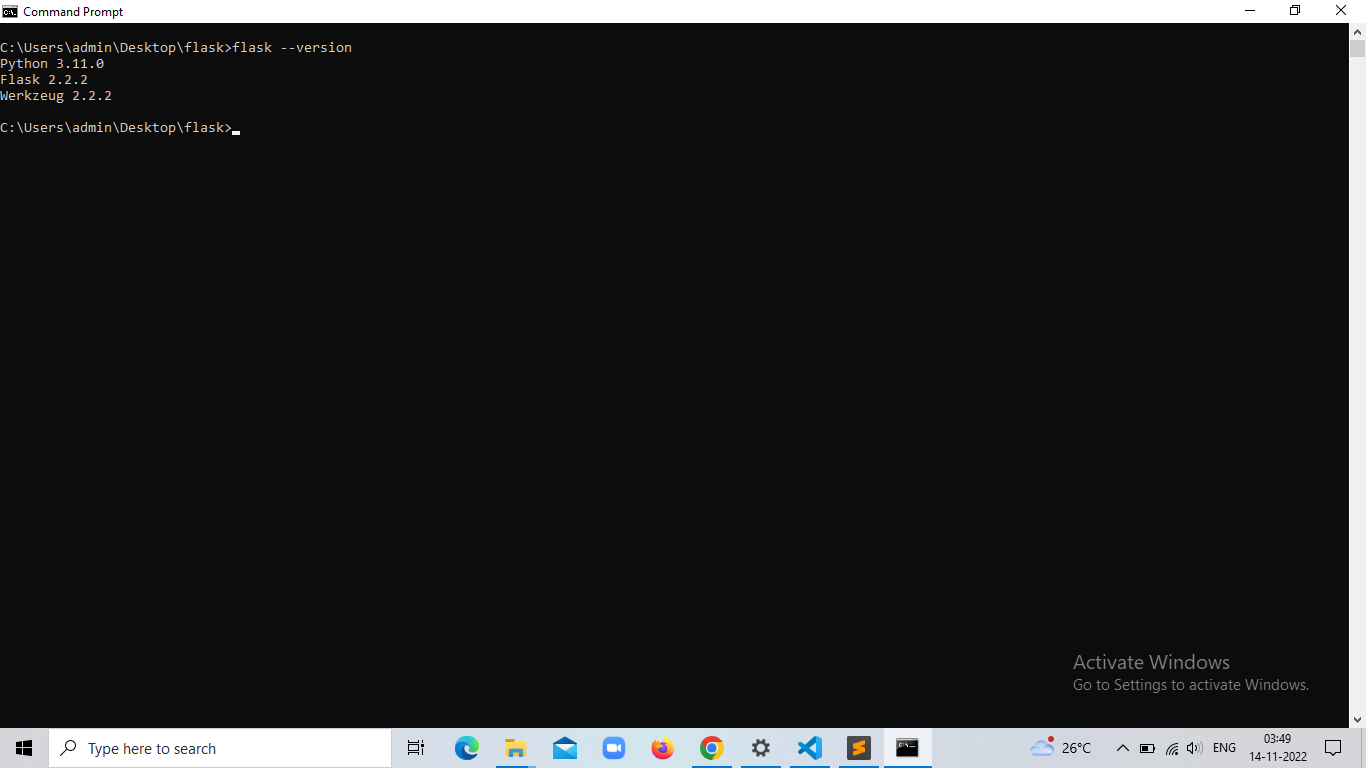 Command Prompt
C:\Users\admin\Desktop\flask>flask --version
Python 3.11.0
Flask 2.2.2
Werkzeug 2.2.2
C:\Users\admin\Desktop\flask>
Activate Windows
Go to Settings to activate Windows.
Type here to search
26°C
ENG
03:49
14-11-2022